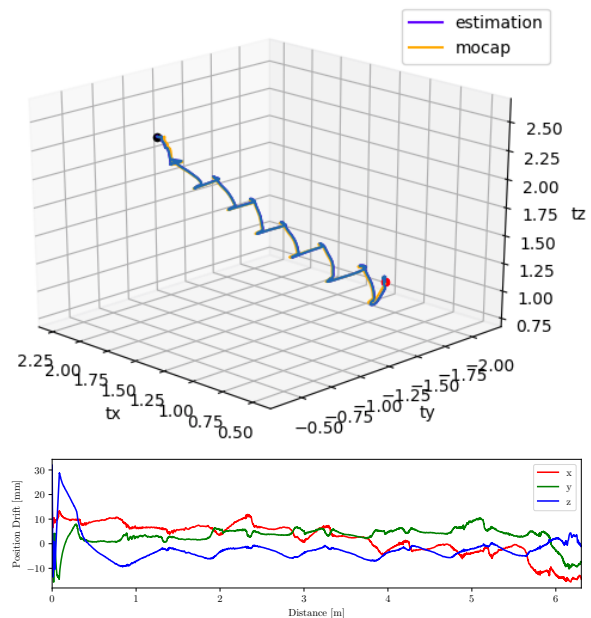 estimation
mocap
2.50
2.25
2.00
1.75
1.50
1.25
1.00
0.75
tz
2.25
2.00
1.75
1.50
1.25
1.00
0.75
0.50
tx
−0.50
−0.75
−1.00
−1.25
−1.50
−1.75
−2.00
ty
30
20
10
0
−10
Position Drift [mm]
x
y
z
0 1 2 3 4 5 6
Distance [m]